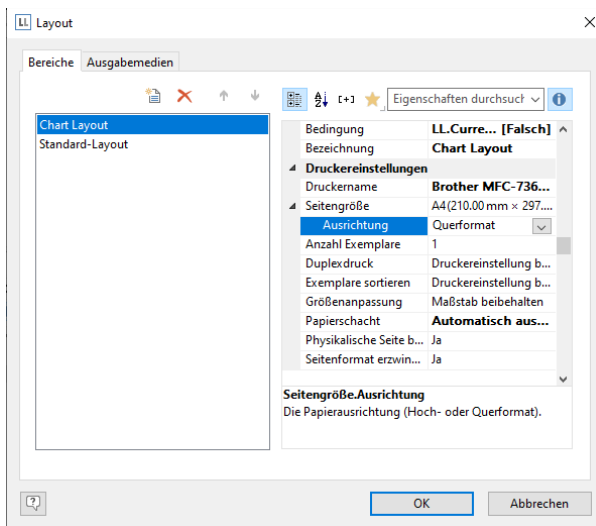 LL Layout
Bereiche Ausgabemedien
Eigenschaften durchsuch
Chart Layout
Standard-Layout
Bedingung LL.Curre... [Falsch]
Bezeichnung Chart Layout
Druckereinstellungen
Druckername Brother MFC-736...
Seitengröße A4(210.00 mm × 297....
Ausrichtung Querformat
Anzahl Exemplare 1
Duplexdruck Druckereinstellung b...
Exemplare sortieren Druckereinstellung b...
Größenanpassung Maßstab beibehalten
Papierschacht Automatisch aus...
Physikalische Seite b... Ja
Seitenformat erzwin... Ja
Seitengröße.Ausrichtung
Die Papierausrichtung (Hoch- oder Querformat).
OK Abbrechen